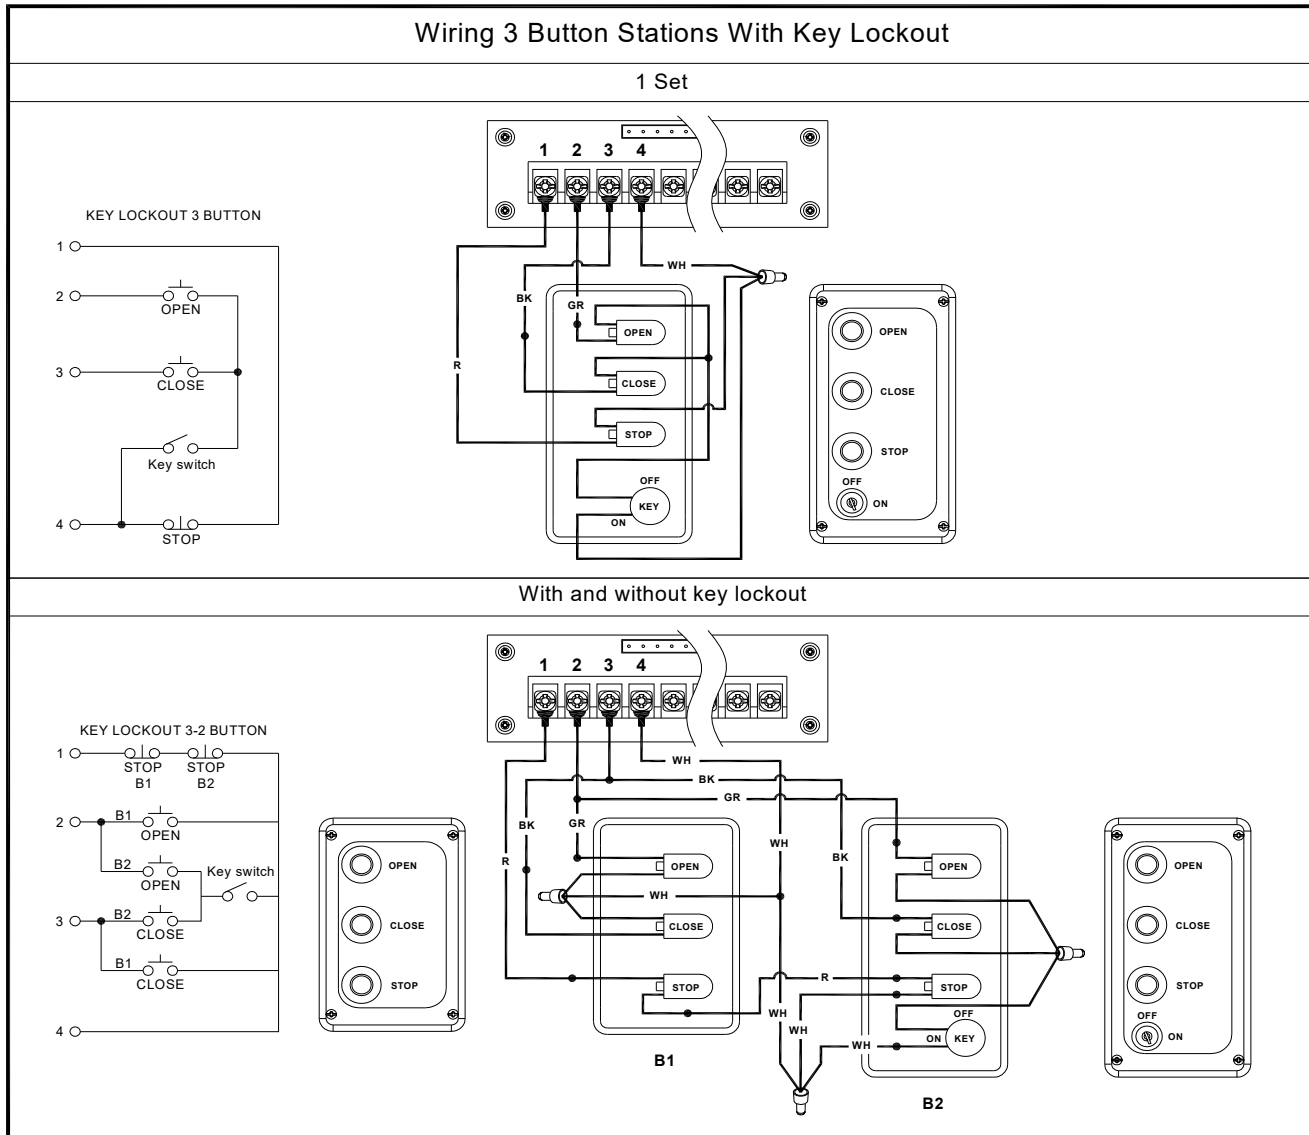 Wiring 3 Button Stations With Key Lockout
1 Set
1 2 3 4
KEY LOCKOUT 3 BUTTON
1
2
OPEN
3
CLOSE
Key switch
4
STOP
WH
BK
GR
R
OPEN
CLOSE
STOP
OFF
KEY
ON
OPEN
CLOSE
STOP
OFF
ON
With and without key lockout
1 2 3 4
KEY LOCKOUT 3-2 BUTTON
1
STOP STOP
B1 B2
2
B1
OPEN
B2
OPEN
Key switch
3
B2
CLOSE
B1
CLOSE
4
OPEN
CLOSE
STOP
WH
BK
GR
BK
GR
R
WH
BK
OPEN
WH
CLOSE
STOP
R
WH
WH
WH
B1
OPEN
CLOSE
STOP
OFF
ON
KEY
B2
OPEN
CLOSE
STOP
OFF
ON